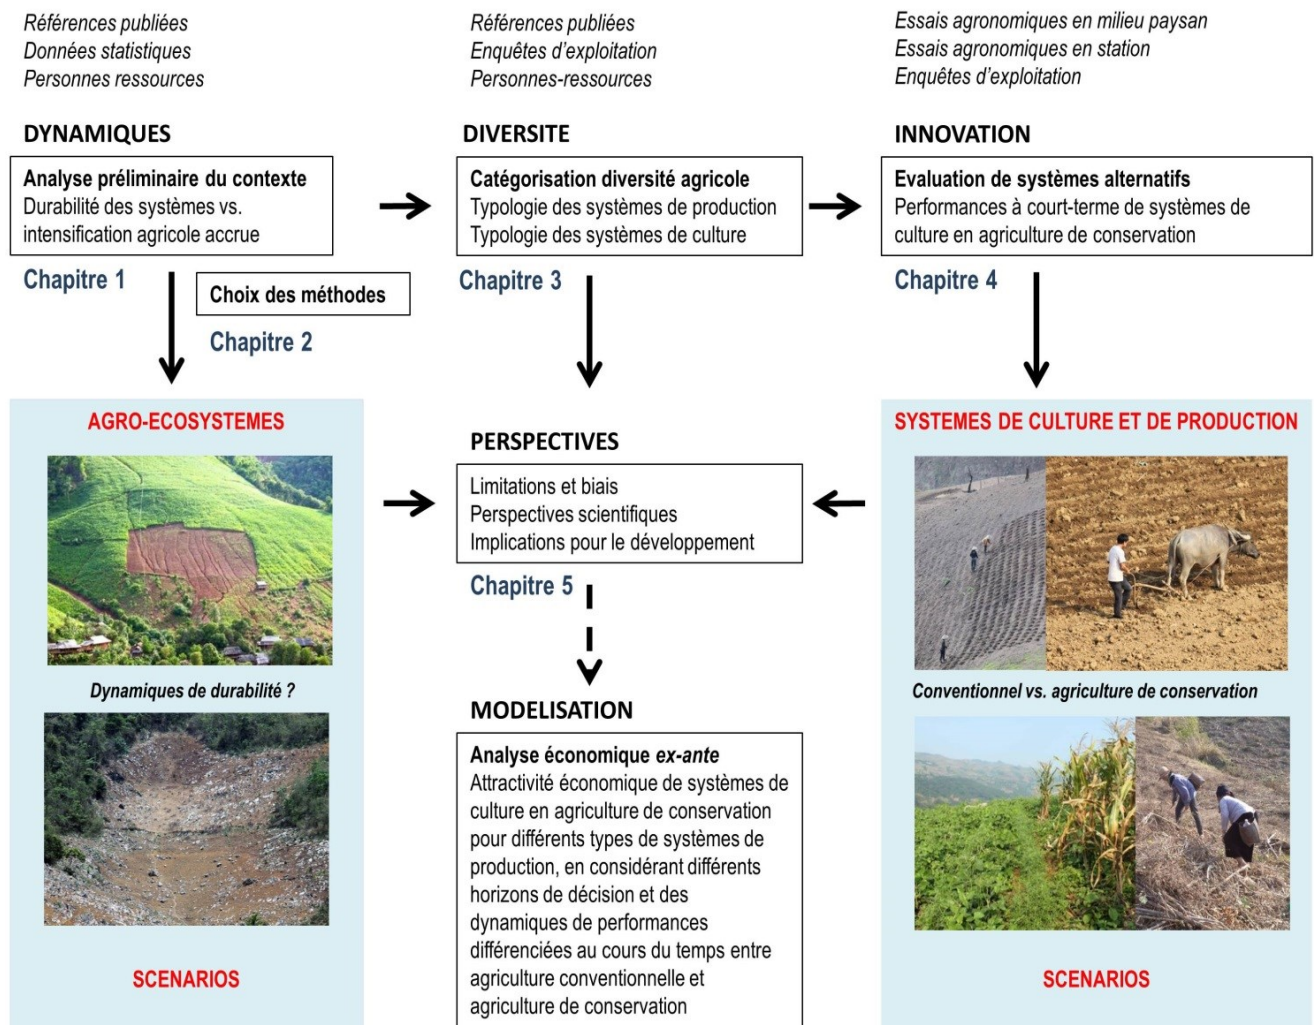 Références publiées
Données statistiques
Personnes ressources
Références publiées
Enquêtes d'exploitation
Personnes-ressources
Essais agronomiques en milieu paysan
Essais agronomiques en station
Enquêtes d'exploitation
DYNAMIQUES
Analyse préliminaire du contexte
Durabilité des systèmes vs.
intensification agricole accrue
Chapitre 1
Choix des méthodes
Chapitre 2
DIVERSITE
Catégorisation diversité agricole
Typologie des systèmes de production
Typologie des systèmes de culture
Chapitre 3
INNOVATION
Evaluation de systèmes alternatifs
Performances à court-terme de systèmes de
culture en agriculture de conservation
Chapitre 4
AGRO-ECOSYSTEMES
Dynamiques de durabilité ?
SCENARIOS
PERSPECTIVES
Limitations et biais
Perspectives scientifiques
Implications pour le développement
Chapitre 5
MODELISATION
Analyse économique ex-ante
Attractivité économique de systèmes de
culture en agriculture de conservation
pour différents types de systèmes de
production, en considérant différents
horizons de décision et des
dynamiques de performances
différenciées au cours du temps entre
agriculture conventionnelle et
agriculture de conservation
SYSTEMES DE CULTURE ET DE PRODUCTION
Conventionnel vs. agriculture de conservation
SCENARIOS